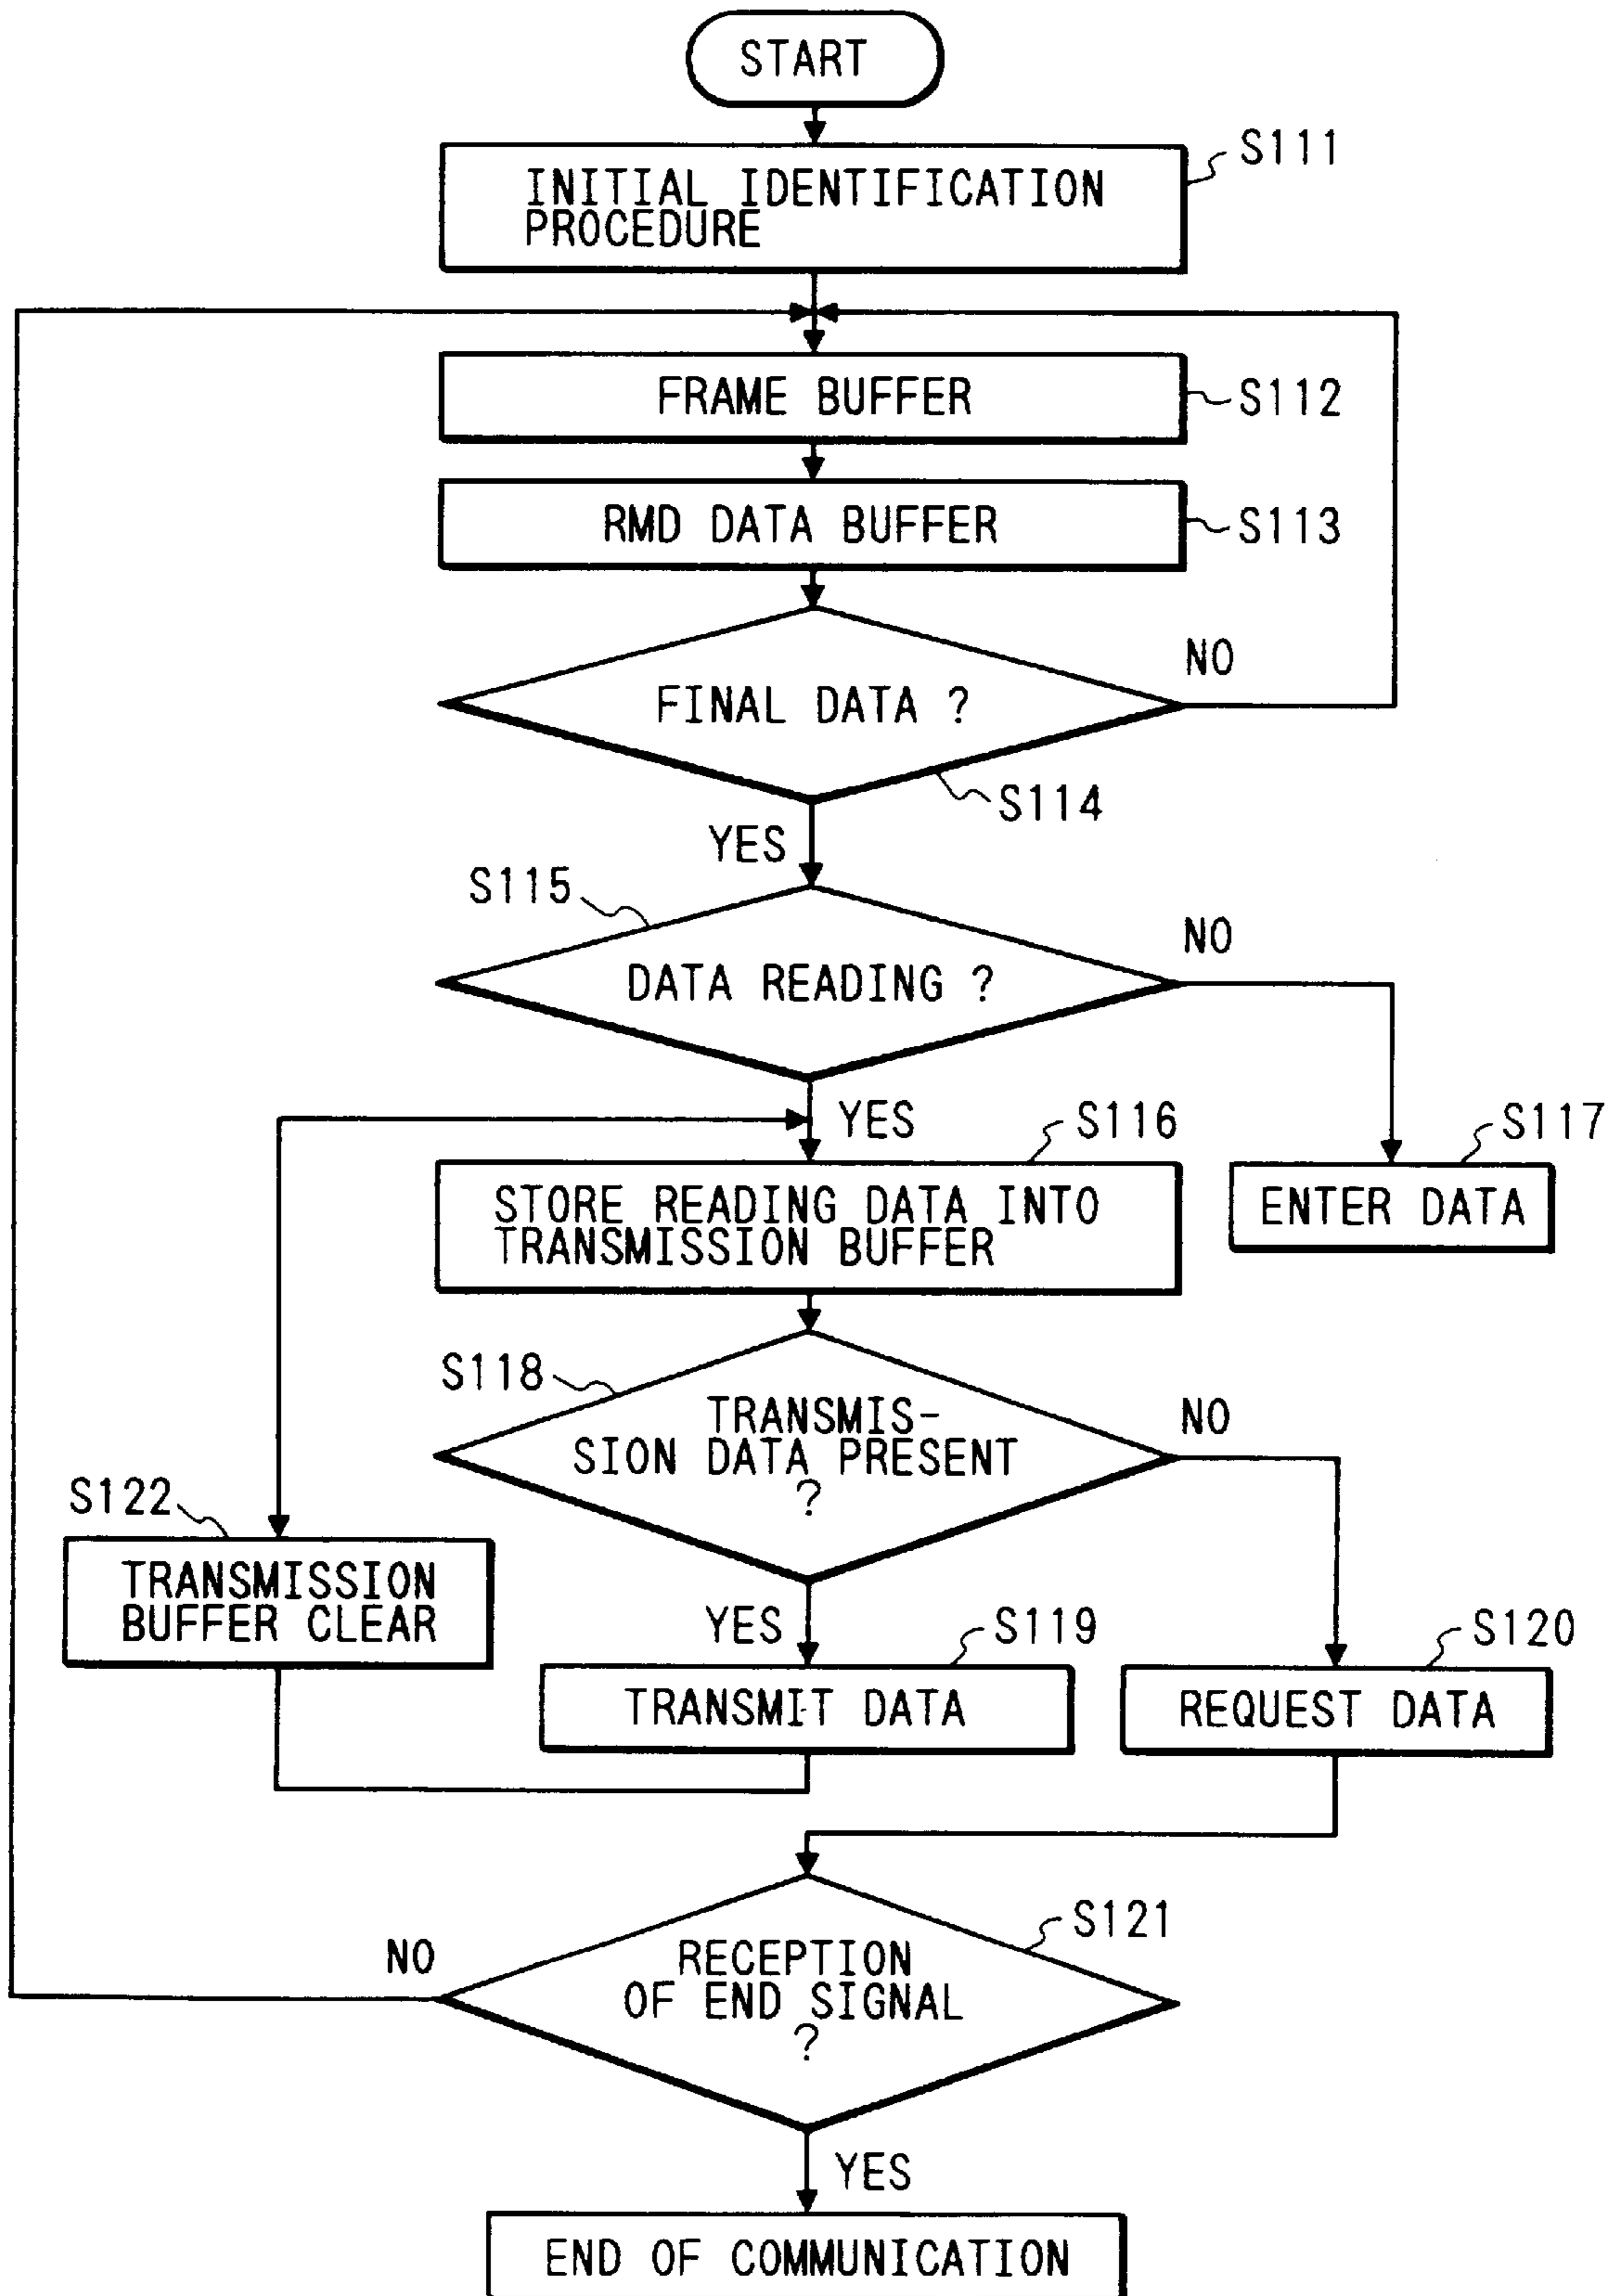 START
S111
INITIAL IDENTIFICATION
PROCEDURE
FRAME BUFFER
S112
RMD DATA BUFFER
S113
NO
FINAL DATA ?
S114
YES
S115
NO
DATA READING ?
YES
S116
S117
STORE READING DATA INTO
TRANSMISSION BUFFER
ENTER DATA
S118
NO
TRANSMIS-
SION DATA PRESENT
?
S122
TRANSMISSION
BUFFER CLEAR
YES
S119
S120
TRANSMIT DATA
REQUEST DATA
S121
NO
RECEPTION
OF END SIGNAL
?
YES
END OF COMMUNICATION